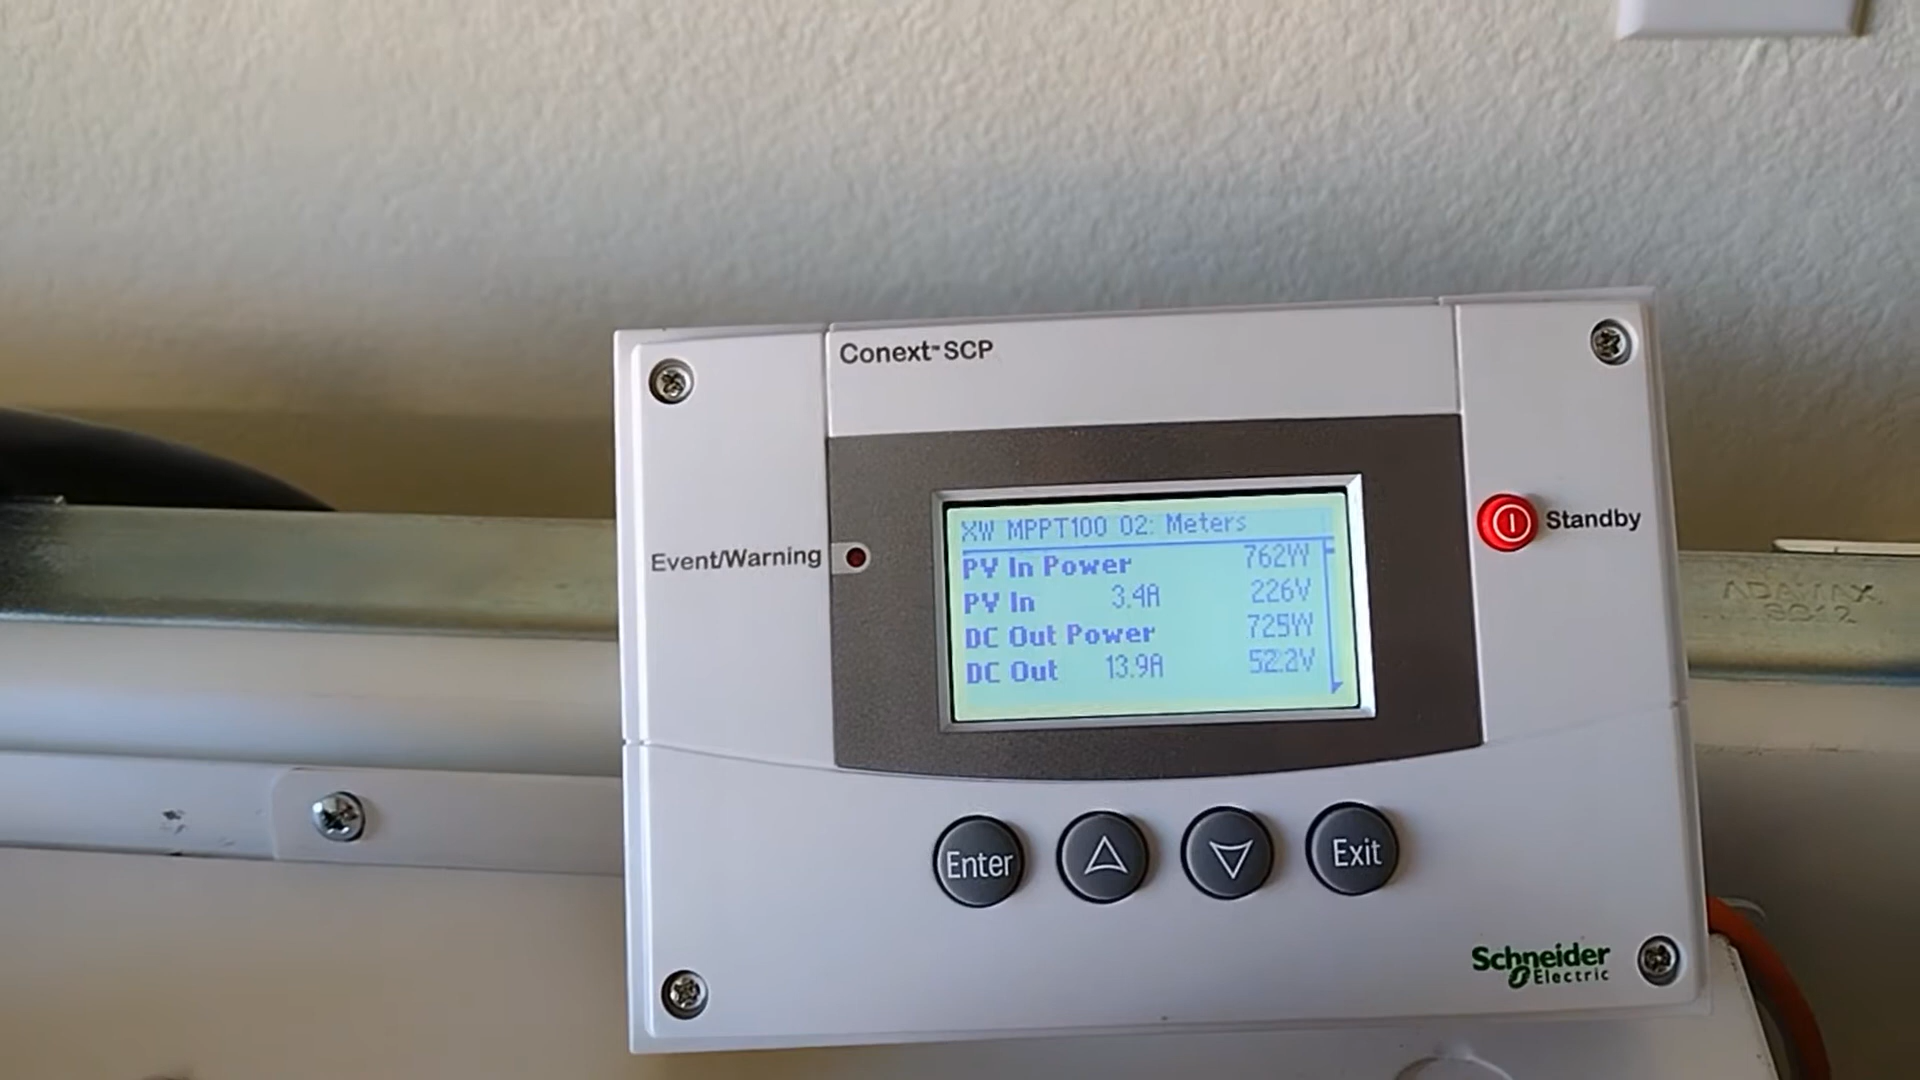 Conext™ SCP
Event/Warning
XW MPPT100 02: Meters
PV In Power 762W
PV In 3.4A 226V
DC Out Power 725W
DC Out 13.9A 52.2V
Standby
Enter
Exit
Schneider
Electric